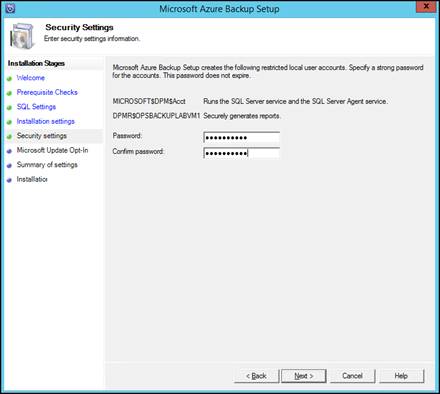 Microsoft Azure Backup Setup
X
Security Settings
Enter security settings information.
Installation Stages
Welcome
Prerequisite Checks
SQL Settings
Installation settings
Security settings
Microsoft Update Opt-In
Summary of settings
Installation
Microsoft Azure Backup Setup creates the following restricted local user accounts. Specify a strong password
for the accounts. This password does not expire.
MICROSOFT$DPM$Acct Runs the SQL Server service and the SQL Server Agent service.
DPMR$DPSBACKUPLABVM1 Securely generates reports.
Password:
Confirm password:
< Back Next > Cancel Help